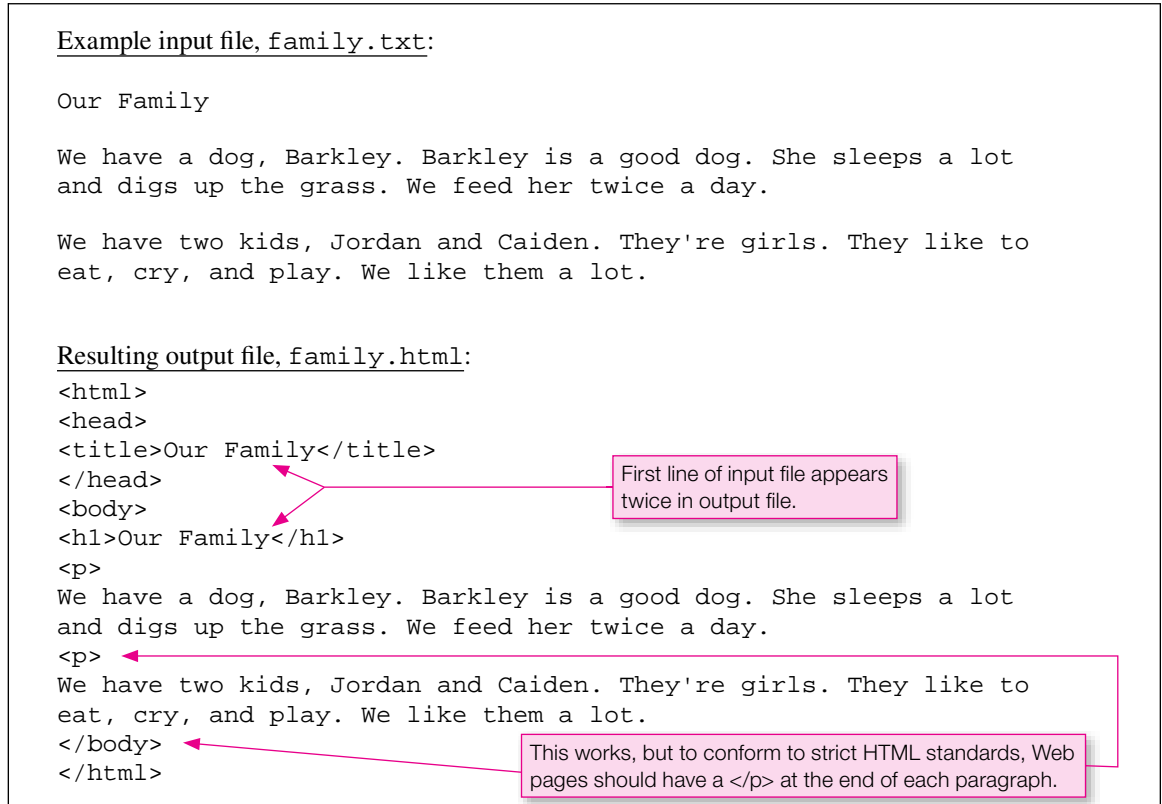 Example input file, family.txt:
Our Family
We have a dog, Barkley. Barkley is a good dog. She sleeps a lot
and digs up the grass. We feed her twice a day.
We have two kids, Jordan and Caiden. They're girls. They like to
eat, cry, and play. We like them a lot.
Resulting output file, family.html:
<html>
<head>
<title>Our Family</title>
</head>
<body>
<h1>Our Family</h1>
First line of input file appears
twice in output file.
<p>
We have a dog, Barkley. Barkley is a good dog. She sleeps a lot
and digs up the grass. We feed her twice a day.
<p>
We have two kids, Jordan and Caiden. They're girls. They like to
eat, cry, and play. We like them a lot.
</body>
</html>
This works, but to conform to strict HTML standards, Web
pages should have a </p> at the end of each paragraph.